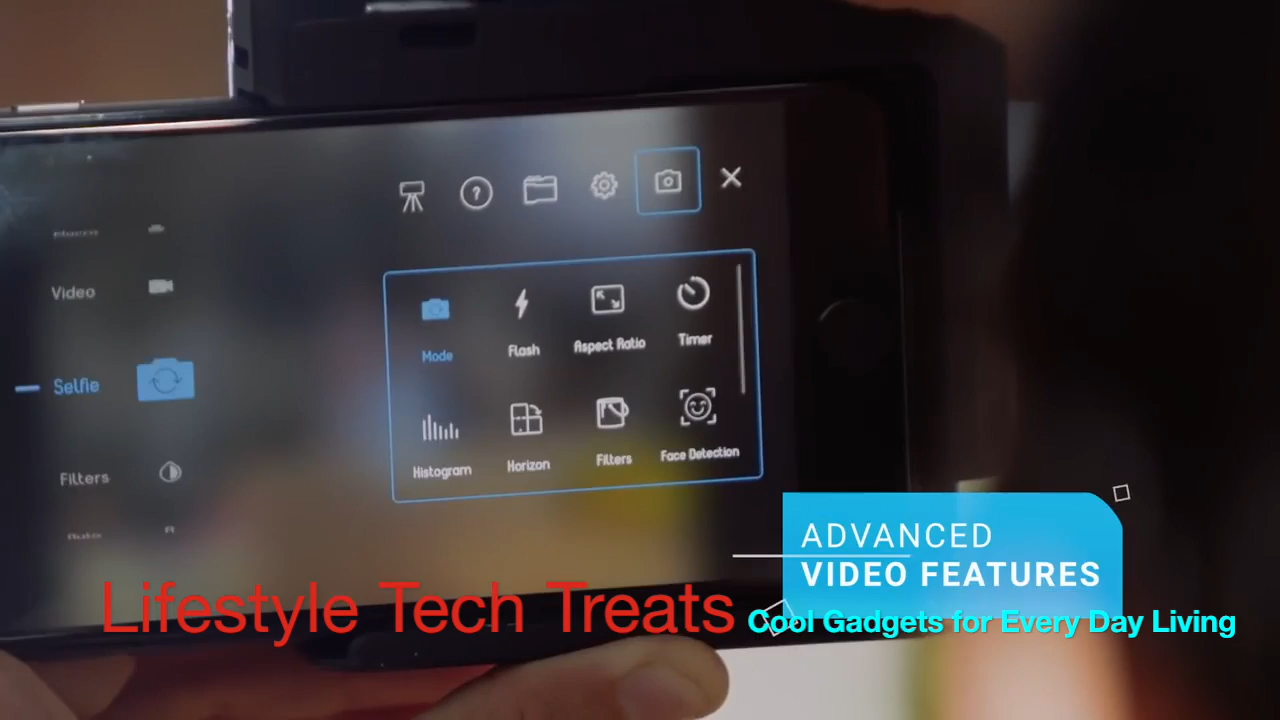 Video
Selfie
Filters
Mode
Flash
Aspect Ratio
Timer
Histogram
Horizon
Filters
Face Detection
ADVANCED
VIDEO FEATURES
Lifestyle Tech Treats
Cool Gadgets for Every Day Living